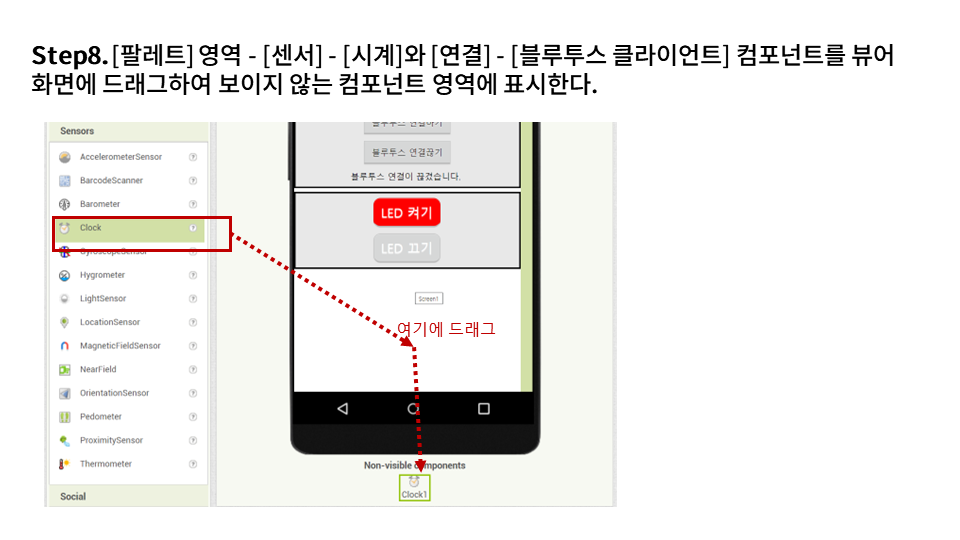 Step8. [팔레트] 영역 - [센서] - [시계]와 [연결] - [블루투스 클라이언트] 컴포넌트를 뷰어
화면에 드래그하여 보이지 않는 컴포넌트 영역에 표시한다.
Sensors
AccelerometerSensor
BarcodeScanner
Barometer
Clock
GyroscopeSensor
Hygrometer
LightSensor
LocationSensor
MagneticFieldSensor
NearField
OrientationSensor
Pedometer
ProximitySensor
Thermometer
Social
블루투스 연결하기
블루투스 연결끊기
블루투스 연결이 끊겼습니다.
LED 켜기
LED 끄기
Screen1
여기에 드래그
Non-visible components
Clock1